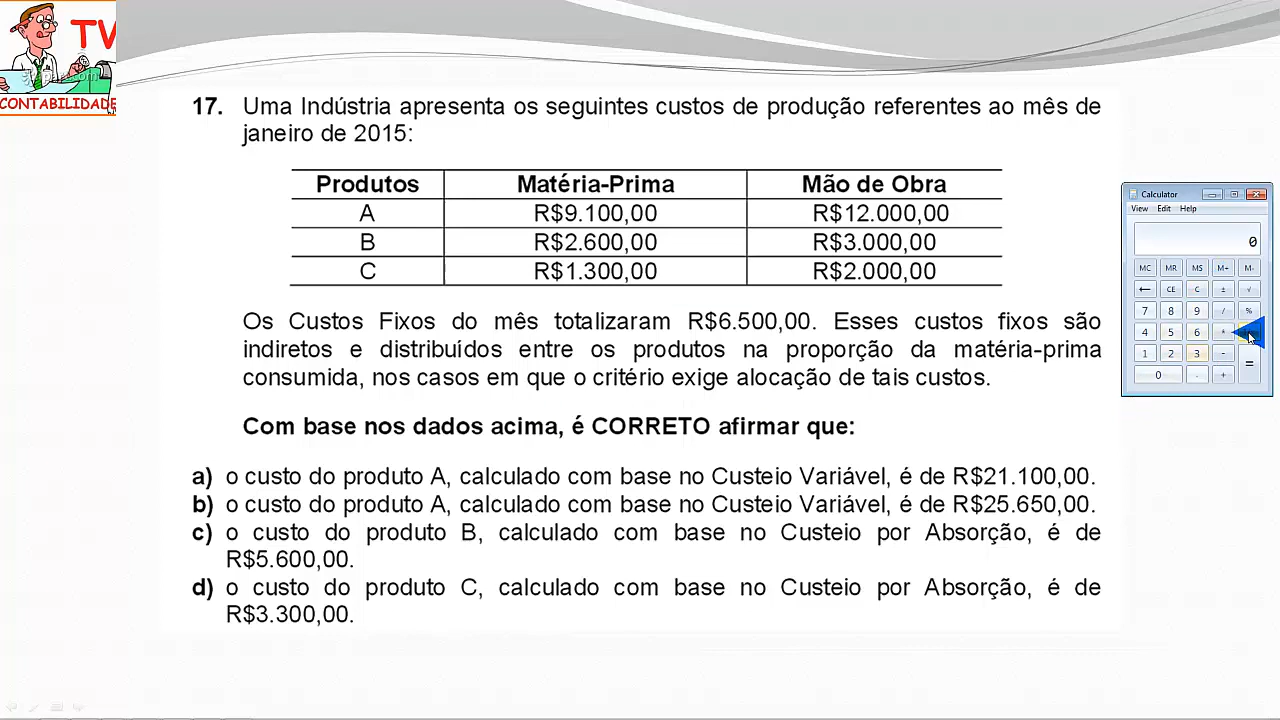 TV
CONTABILIDADE
17. Uma Indústria apresenta os seguintes custos de produção referentes ao mês de
janeiro de 2015:
Produtos Matéria-Prima Mão de Obra
A R$9.100,00 R$12.000,00
B R$2.600,00 R$3.000,00
C R$1.300,00 R$2.000,00
Os Custos Fixos do mês totalizaram R$6.500,00. Esses custos fixos são
indiretos e distribuídos entre os produtos na proporção da matéria-prima
consumida, nos casos em que o critério exige alocação de tais custos.
Com base nos dados acima, é CORRETO afirmar que:
a) o custo do produto A, calculado com base no Custeio Variável, é de R$21.100,00.
b) o custo do produto A, calculado com base no Custeio Variável, é de R$25.650,00.
c) o custo do produto B, calculado com base no Custeio por Absorção, é de
R$5.600,00.
d) o custo do produto C, calculado com base no Custeio por Absorção, é de
R$3.300,00.
Calculator
View Edit Help
0
MC MR MS M+ M-
← CE C ± √
7 8 9 / %
4 5 6 *
1 2 3 - =
0 . +